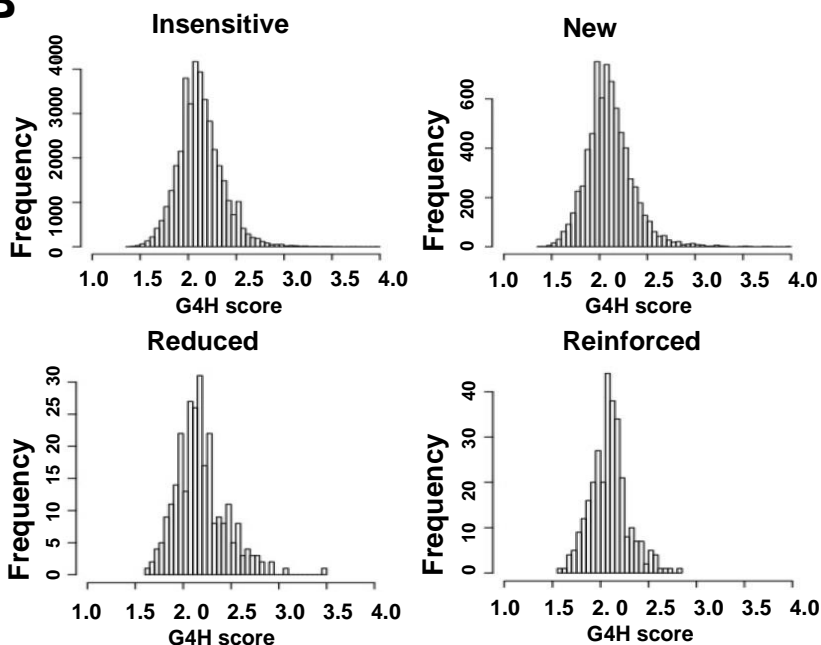 B
Insensitive
Frequency
0 1000 2000 3000 4000
1.0 1.5 2. 0 2.5 3.0 3.5 4.0
G4H score
New
Frequency
0 200 400 600
1.0 1.5 2.0 2.5 3.0 3.5 4.0
G4H score
Reduced
Frequency
0 5 10 15 20 25 30
1.0 1.5 2. 0 2.5 3.0 3.5 4.0
G4H score
Reinforced
Frequency
0 10 20 30 40
1.0 1.5 2.0 2.5 3.0 3.5 4.0
G4H score